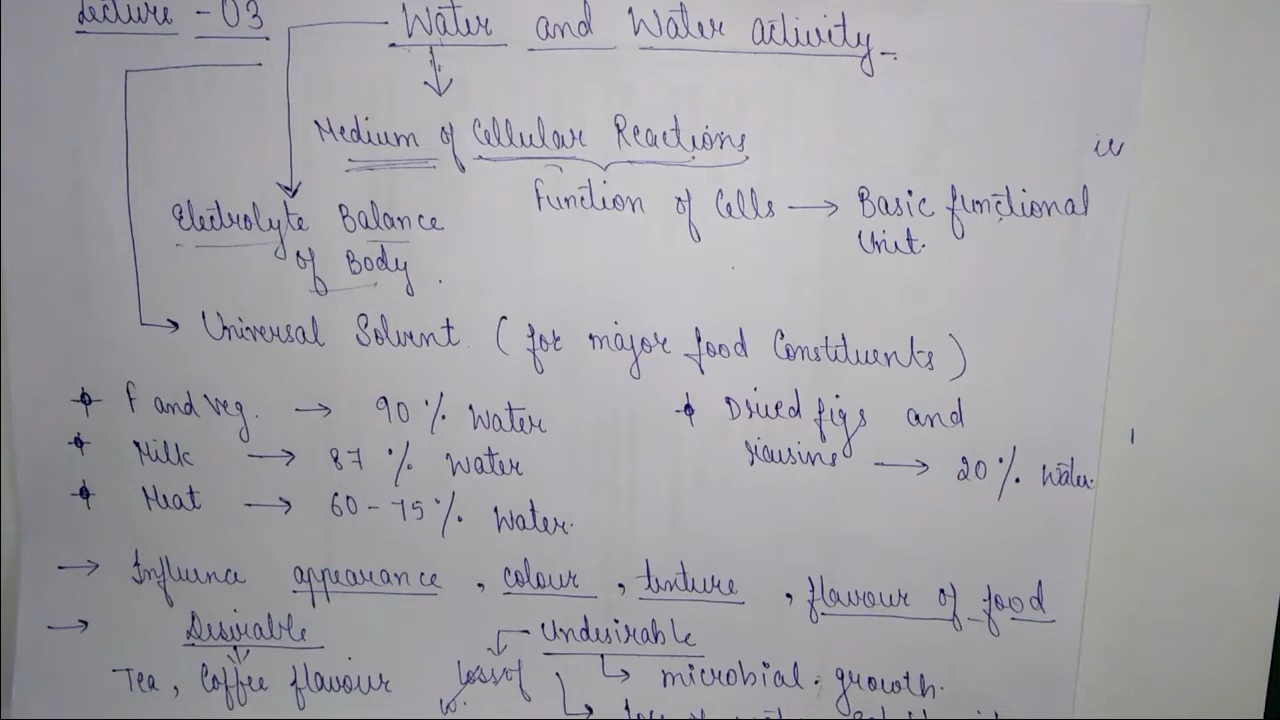 Lecture - 03
Water and Water activity.
Medium of Cellular Reactions
Function of Cells → Basic functional Unit.
Electrolyte Balance
of Body.
Universal Solvent (for major food Constituents)
F and Veg. → 90% Water
Milk → 87% Water
Meat → 60-75% Water.
Dried figs and
raisins → 20% Water.
→ Influence appearance, colour, texture, flavour of food
→ Desirable
Undesirable
Tea, Coffee flavour
loss of
microbial growth.